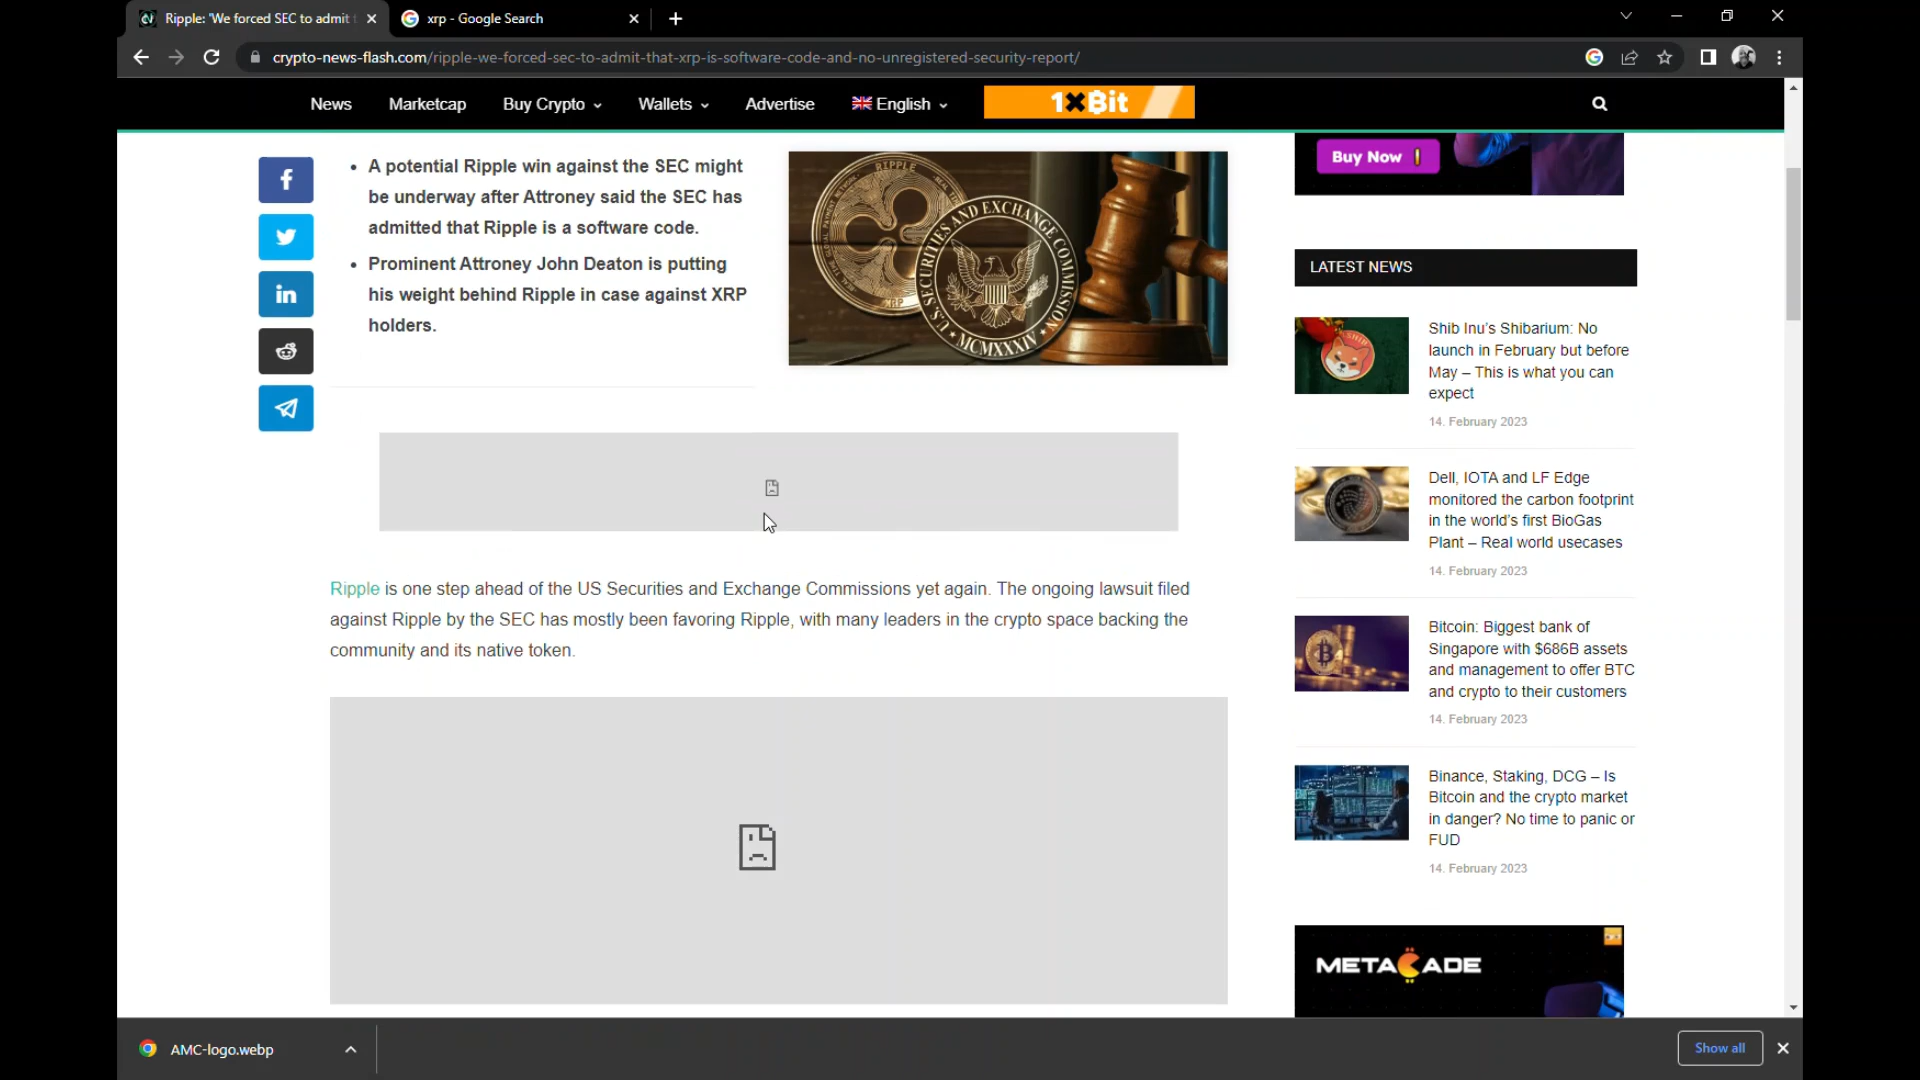 Ripple: 'We forced SEC to admit t
xrp - Google Search
crypto-news-flash.com/ripple-we-forced-sec-to-admit-that-xrp-is-software-code-and-no-unregistered-security-report/
News Marketcap Buy Crypto Wallets Advertise English 1XBit
A potential Ripple win against the SEC might
be underway after Attroney said the SEC has
admitted that Ripple is a software code.
Prominent Attroney John Deaton is putting
his weight behind Ripple in case against XRP
holders.
RIPPLE
XRP
SECURITIES AND EXCHANGE COMMISSION
U.S.
MCMXXXIV
Ripple is one step ahead of the US Securities and Exchange Commissions yet again. The ongoing lawsuit filed
against Ripple by the SEC has mostly been favoring Ripple, with many leaders in the crypto space backing the
community and its native token.
Buy Now
LATEST NEWS
SHIB
Shib Inu's Shibarium: No
launch in February but before
May – This is what you can
expect
14. February 2023
Dell, IOTA and LF Edge
monitored the carbon footprint
in the world's first BioGas
Plant – Real world usecases
14. February 2023
Bitcoin: Biggest bank of
Singapore with $686B assets
and management to offer BTC
and crypto to their customers
14. February 2023
Binance, Staking, DCG – Is
Bitcoin and the crypto market
in danger? No time to panic or
FUD
14. February 2023
METACADE
AMC-logo.webp
Show all